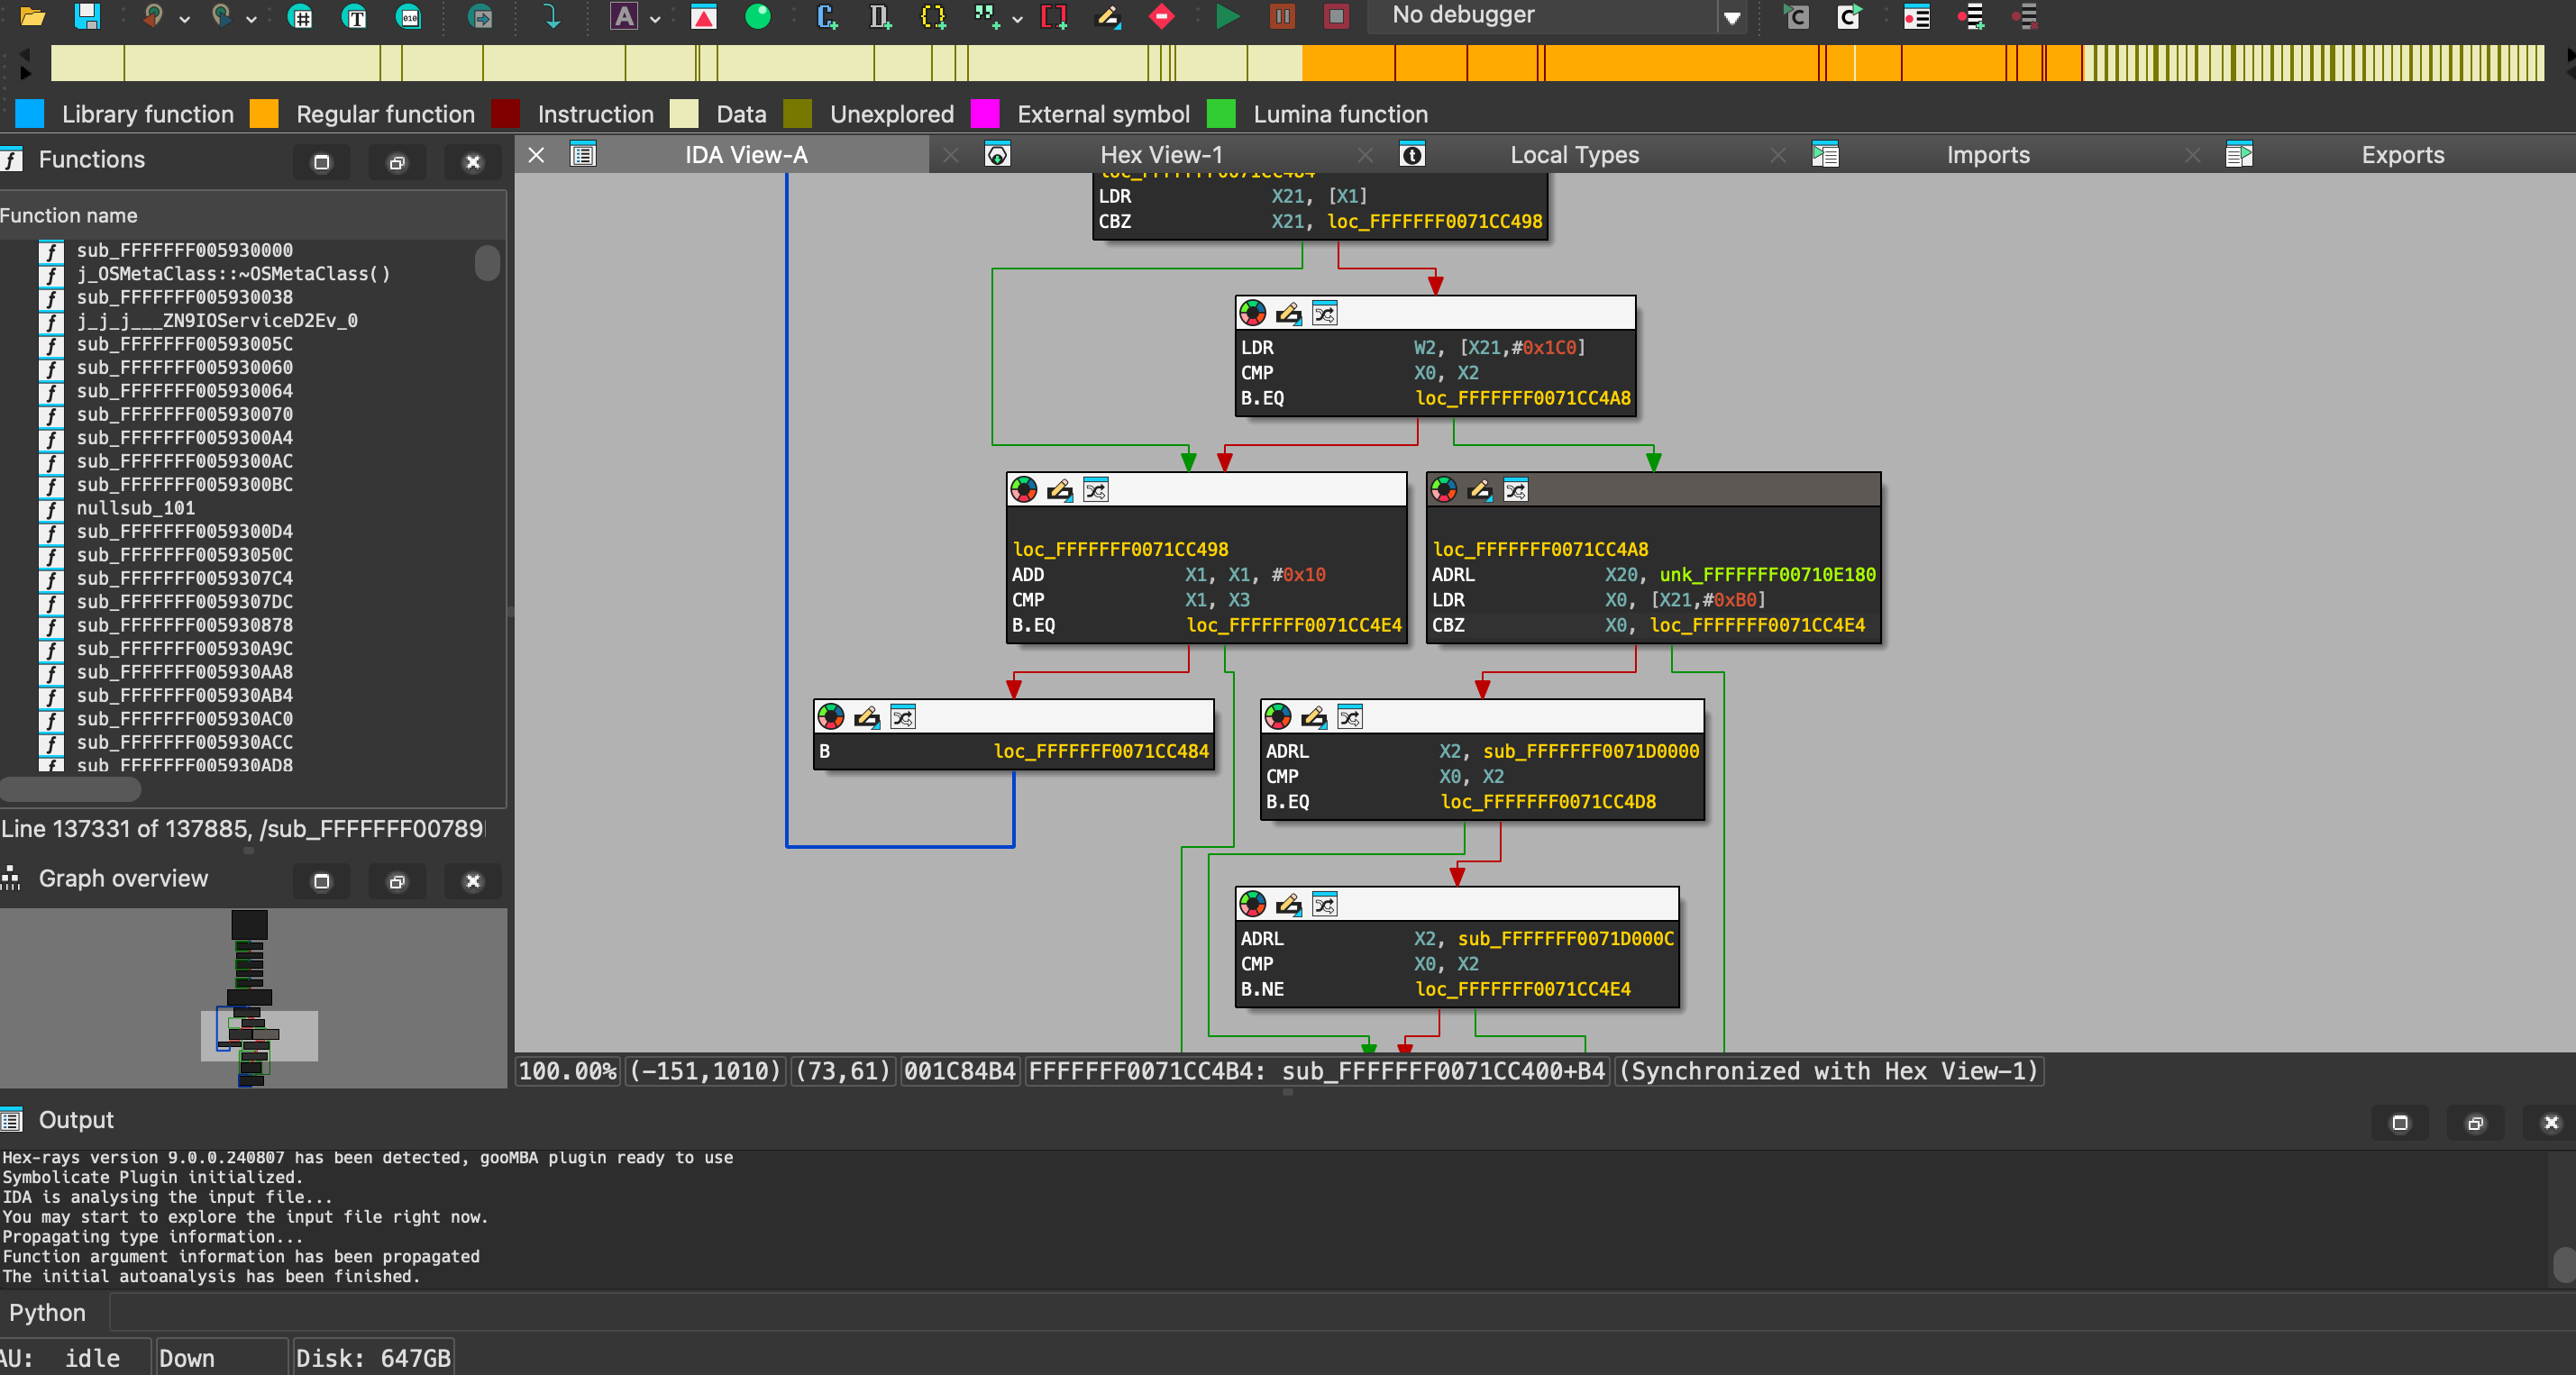 No debugger
Library function Regular function Instruction Data Unexplored External symbol Lumina function
Functions
IDA View-A Hex View-1 Local Types Imports Exports
Function name
sub_FFFFFFF005930000
j_OSMetaClass::~OSMetaClass()
sub_FFFFFFF005930038
j_j_j___ZN9IOServiceD2Ev_0
sub_FFFFFFF00593005C
sub_FFFFFFF005930060
sub_FFFFFFF005930064
sub_FFFFFFF005930070
sub_FFFFFFF0059300A4
sub_FFFFFFF0059300AC
sub_FFFFFFF0059300BC
nullsub_101
sub_FFFFFFF0059300D4
sub_FFFFFFF00593050C
sub_FFFFFFF0059307C4
sub_FFFFFFF0059307DC
sub_FFFFFFF005930878
sub_FFFFFFF005930A9C
sub_FFFFFFF005930AA8
sub_FFFFFFF005930AB4
sub_FFFFFFF005930AC0
sub_FFFFFFF005930ACC
sub_FFFFFFF005930AD8
Line 137331 of 137885, /sub_FFFFFFF00789
Graph overview
loc_FFFFFFF0071CC484
LDR X21, [X1]
CBZ X21, loc_FFFFFFF0071CC498
LDR W2, [X21,#0x1C0]
CMP X0, X2
B.EQ loc_FFFFFFF0071CC4A8
loc_FFFFFFF0071CC498
ADD X1, X1, #0x10
CMP X1, X3
B.EQ loc_FFFFFFF0071CC4E4
loc_FFFFFFF0071CC4A8
ADRL X20, unk_FFFFFFF00710E180
LDR X0, [X21,#0xB0]
CBZ X0, loc_FFFFFFF0071CC4E4
B loc_FFFFFFF0071CC484
ADRL X2, sub_FFFFFFF0071D0000
CMP X0, X2
B.EQ loc_FFFFFFF0071CC4D8
ADRL X2, sub_FFFFFFF0071D000C
CMP X0, X2
B.NE loc_FFFFFFF0071CC4E4
100.00% (-151,1010) (73,61) 001C84B4 FFFFFFF0071CC4B4: sub_FFFFFFF0071CC400+B4 (Synchronized with Hex View-1)
Output
Hex-rays version 9.0.0.240807 has been detected, gooMBA plugin ready to use
Symbolicate Plugin initialized.
IDA is analysing the input file...
You may start to explore the input file right now.
Propagating type information...
Function argument information has been propagated
The initial autoanalysis has been finished.
Python
AU: idle Down Disk: 647GB